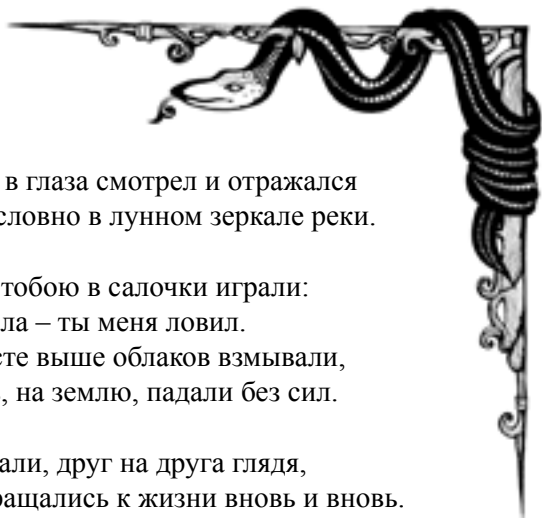 в глаза смотрел и отражался
словно в лунном зеркале реки.
тобою в салочки играли:
ла – ты меня ловил.
сте выше облаков взмывали,
, на землю, падали без сил.
али, друг на друга глядя,
ращались к жизни вновь и вновь.